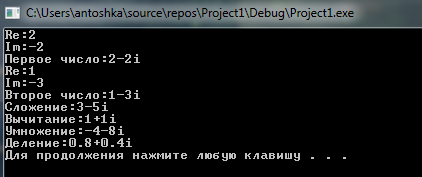 C:\Users\antoshka\source\repos\Project1\Debug\Project1.exe
Re:2
Im:-2
Первое число:2-2i
Re:1
Im:-3
Второе число:1-3i
Сложение:3-5i
Вычитание:1+1i
Умножение:-4-8i
Деление:0.8+0.4i
Для продолжения нажмите любую клавишу . . .